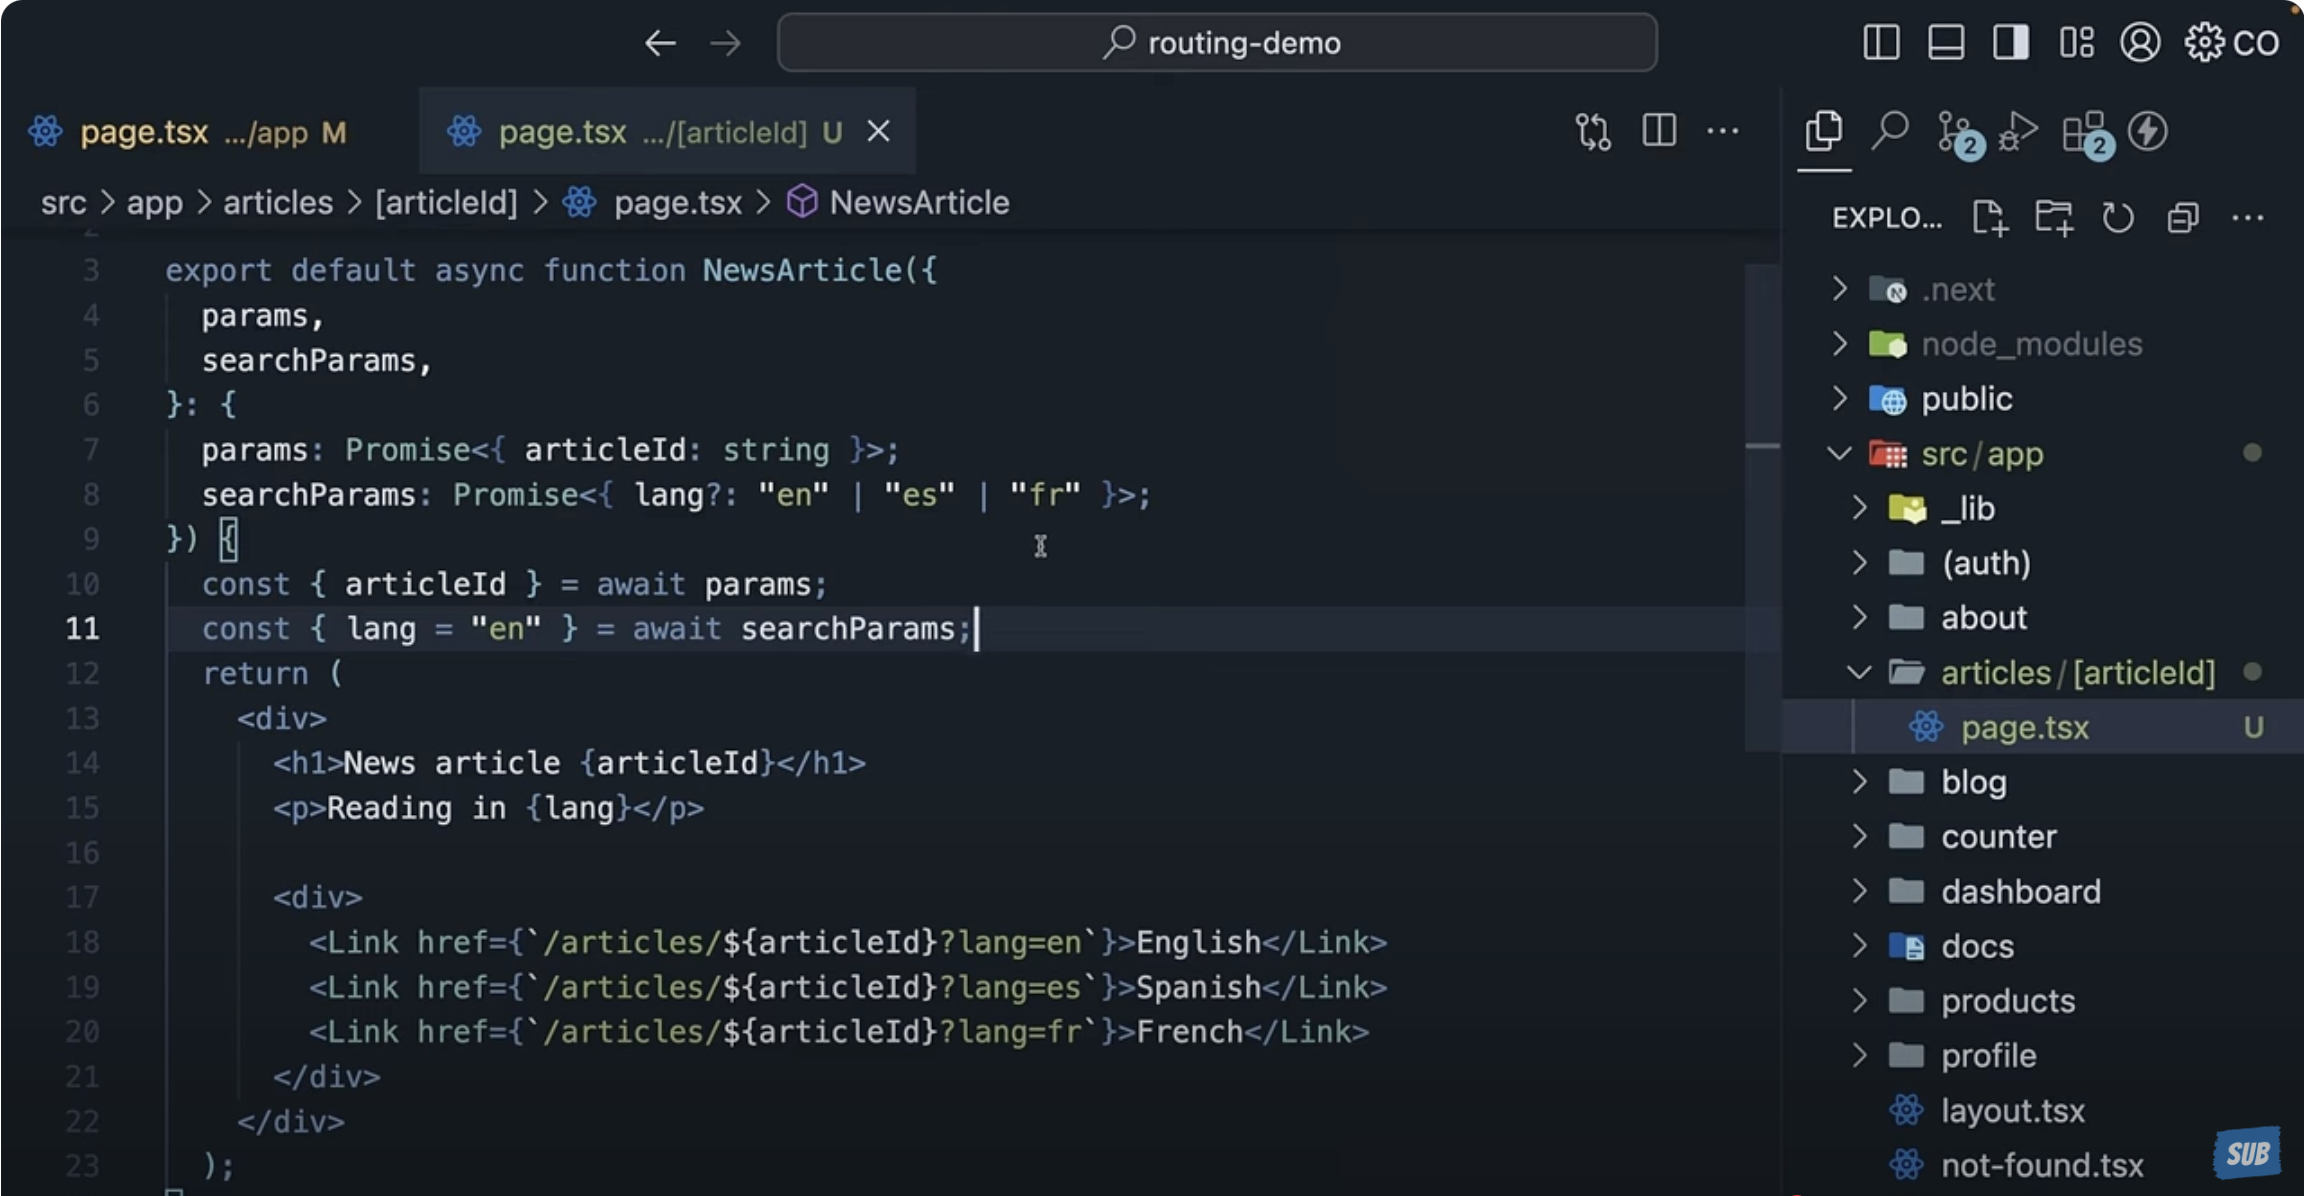 routing-demo
CO
page.tsx .../app M
page.tsx .../[articleId] U
2
2
src > app > articles > [articleId] > page.tsx > NewsArticle
EXPLO...
2
3 export default async function NewsArticle({
4 params,
5 searchParams,
6 }: {
7 params: Promise<{ articleId: string }>;
8 searchParams: Promise<{ lang?: "en" | "es" | "fr" }>;
9 }) {
10 const { articleId } = await params;
11 const { lang = "en" } = await searchParams;
12 return (
13 <div>
14 <h1>News article {articleId}</h1>
15 <p>Reading in {lang}</p>
16
17 <div>
18 <Link href={`/articles/${articleId}?lang=en`}>English</Link>
19 <Link href={`/articles/${articleId}?lang=es`}>Spanish</Link>
20 <Link href={`/articles/${articleId}?lang=fr`}>French</Link>
21 </div>
22 </div>
23 );
.next
node_modules
public
src/app
_lib
(auth)
about
articles/[articleId]
page.tsx U
blog
counter
dashboard
docs
products
profile
layout.tsx
not-found.tsx
SUB